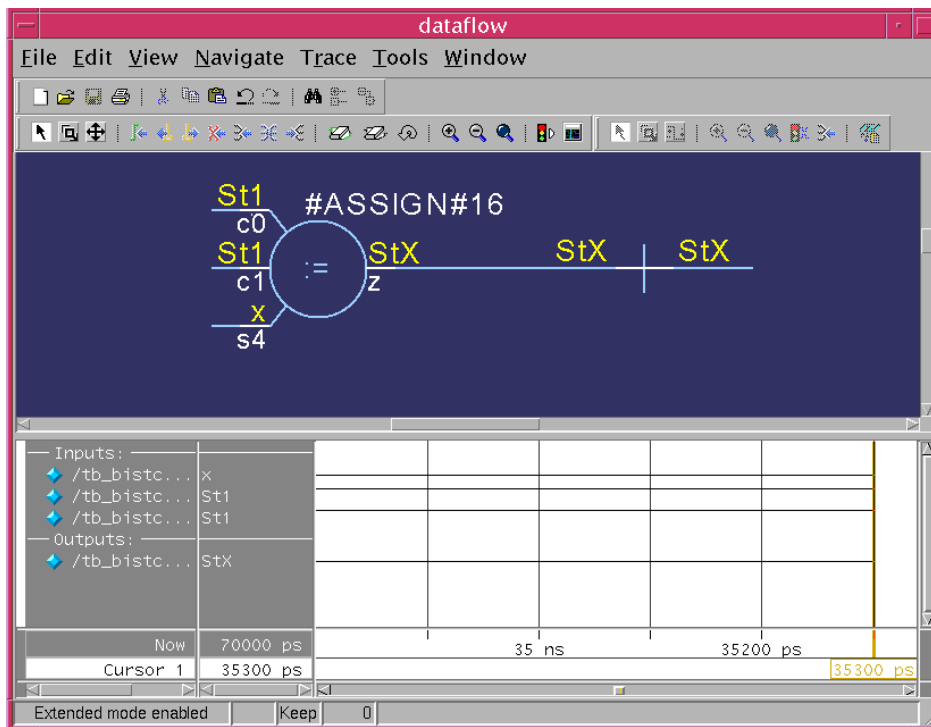 dataflow
File Edit View Navigate Trace Tools Window
St1
#ASSIGN#16
c0
St1
:=
StX
StX
StX
c1
z
x
s4
Inputs:
/tb_bistc... x
/tb_bistc... St1
/tb_bistc... St1
Outputs:
/tb_bistc... StX
Now 70000 ps 35 ns 35200 ps
Cursor 1 35300 ps 35300 ps
Extended mode enabled Keep 0